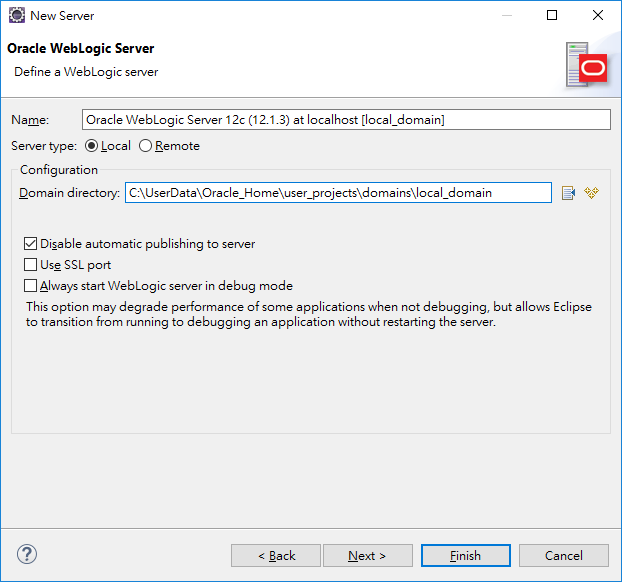 New Server
Oracle WebLogic Server
Define a WebLogic server
Name: Oracle WebLogic Server 12c (12.1.3) at localhost [local_domain]
Server type: Local Remote
Configuration
Domain directory: C:\UserData\Oracle_Home\user_projects\domains\local_domain
Disable automatic publishing to server
Use SSL port
Always start WebLogic server in debug mode
This option may degrade performance of some applications when not debugging, but allows Eclipse
to transition from running to debugging an application without restarting the server.
? < Back Next > Finish Cancel